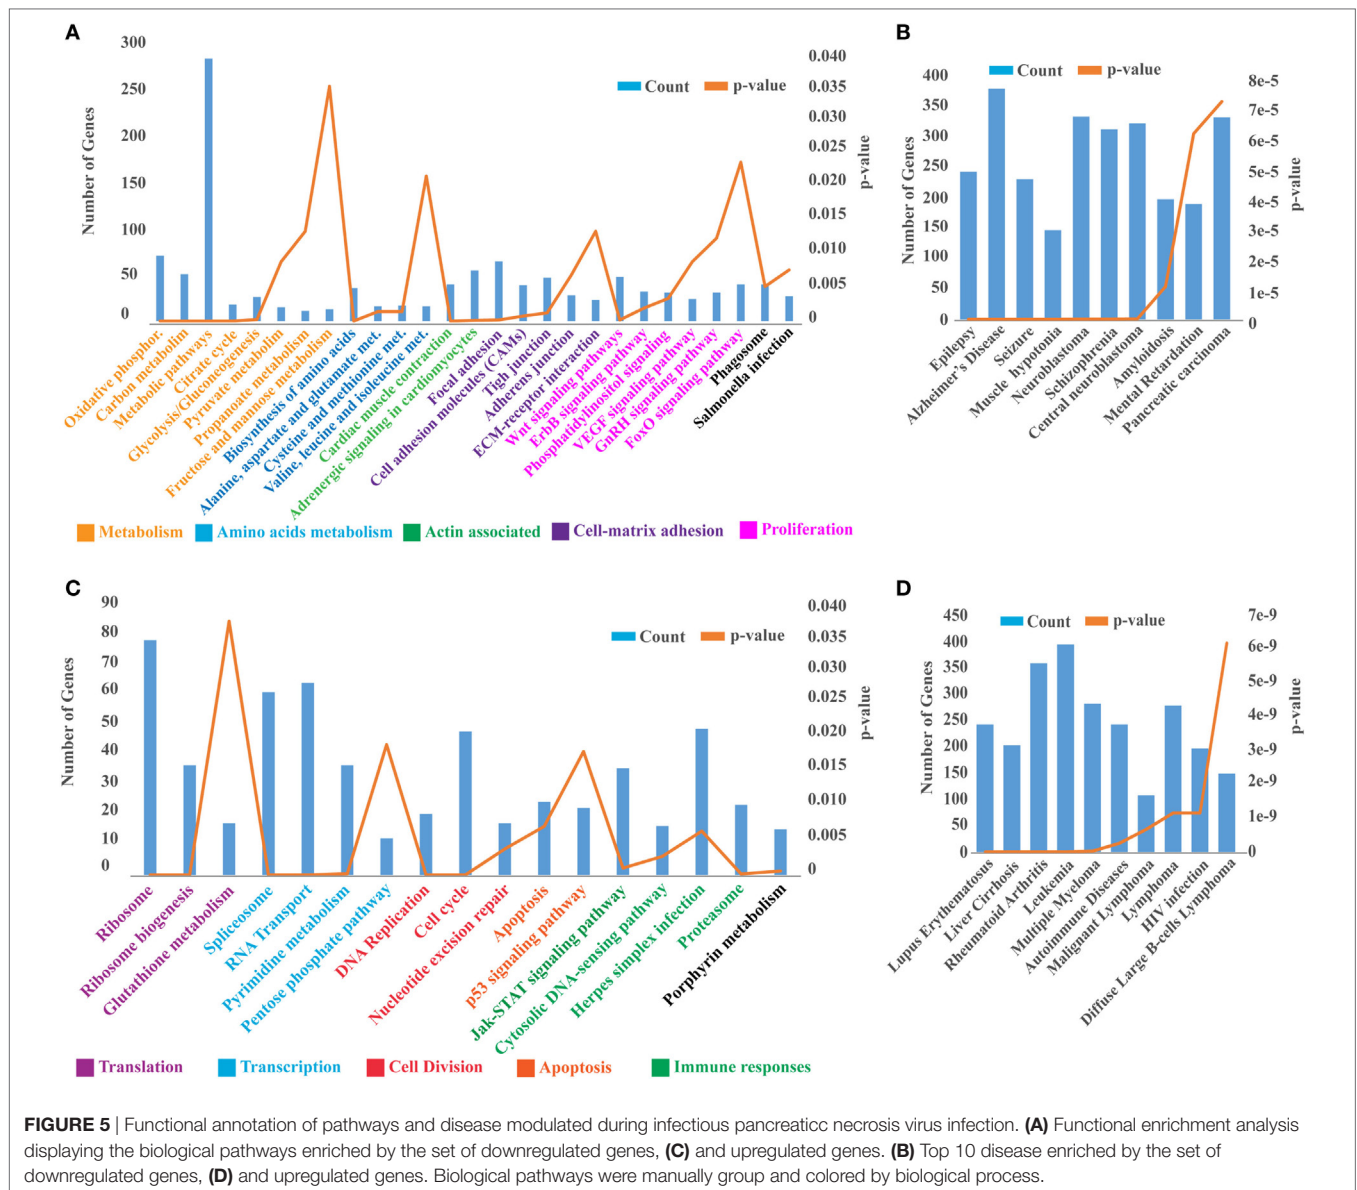 A
300
250
200
150
100
50
0
Number of Genes
Count
p-value
0.040
0.035
0.030
0.025
0.020
0.015
0.010
0.005
0
p-value
Oxidative phosphor.
Carbon metabolim
Metabolic pathways
Citrate cycle
Glycolysis/Gluconeogenesis
Pyruvate metabolim
Propanoate metabolism
Fructose and mannose metabolism
Biosynthesis of amino acids
Alanine, aspartate and glutamate met.
Cysteine and methionine met.
Valine, leucine and isoleucine met.
Cardiac muscle contraction
Adrenergic signaling in cardiomyocytes
Focal adhesion
Cell adhesion molecules (CAMs)
Tigh junction
Adherens junction
ECM-receptor interaction
Wnt signaling pathways
ErbB signaling pathway
Phosphatidylinositol signaling
VEGF signaling pathway
GnRH signaling pathway
FoxO signaling pathway
Phagosome
Salmonella infection
Metabolism
Amino acids metabolism
Actin associated
Cell-matrix adhesion
Proliferation
B
400
350
300
250
200
150
100
50
0
Number of Genes
Count
p-value
8e-5
7e-5
6e-5
5e-5
4e-5
3e-5
2e-5
1e-5
0
p-value
Epilepsy
Alzheimer's Disease
Seizure
Muscle hypotonia
Neuroblastoma
Schizophrenia
Central neuroblastoma
Amyloidosis
Mental Retardation
Pancreatic carcinoma
C
90
80
70
60
50
40
30
20
10
0
Number of Genes
Count
p-value
0.040
0.035
0.030
0.025
0.020
0.015
0.010
0.005
0
p-value
Ribosome
Ribosome biogenesis
Glutathione metabolism
Spliceosome
RNA Transport
Pyrimidine metabolism
Pentose phosphate pathway
DNA Replication
Cell cycle
Nucleotide excision repair
Apoptosis
p53 signaling pathway
Jak-STAT signaling pathway
Cytosolic DNA-sensing pathway
Herpes simplex infection
Proteasome
Porphyrin metabolism
Translation
Transcription
Cell Division
Apoptosis
Immune responses
D
450
400
350
300
250
200
150
100
50
0
Number of Genes
Count
p-value
7e-9
6e-9
5e-9
4e-9
3e-9
2e-9
1e-9
0
p-value
Lupus Erythematosus
Liver Cirrhosis
Rheumatoid Arthritis
Leukemia
Multiple Myeloma
Autoimmune Diseases
Malignant Lymphoma
Lymphoma
HIV infection
Diffuse Large B-cells Lymphoma
FIGURE 5 | Functional annotation of pathways and disease modulated during infectious pancreaticc necrosis virus infection. (A) Functional enrichment analysis
displaying the biological pathways enriched by the set of downregulated genes, (C) and upregulated genes. (B) Top 10 disease enriched by the set of
downregulated genes, (D) and upregulated genes. Biological pathways were manually group and colored by biological process.